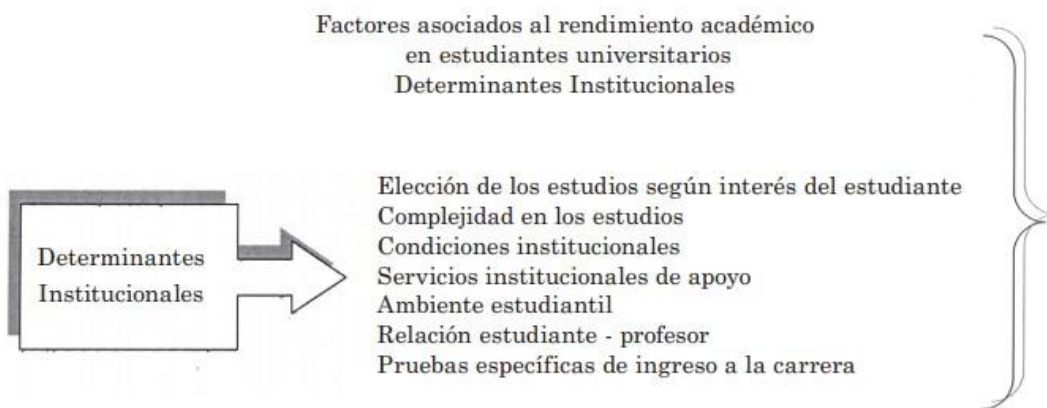 Factores asociados al rendimiento académico
en estudiantes universitarios
Determinantes Institucionales
Determinantes
Institucionales
Elección de los estudios según interés del estudiante
Complejidad en los estudios
Condiciones institucionales
Servicios institucionales de apoyo
Ambiente estudiantil
Relación estudiante - profesor
Pruebas específicas de ingreso a la carrera